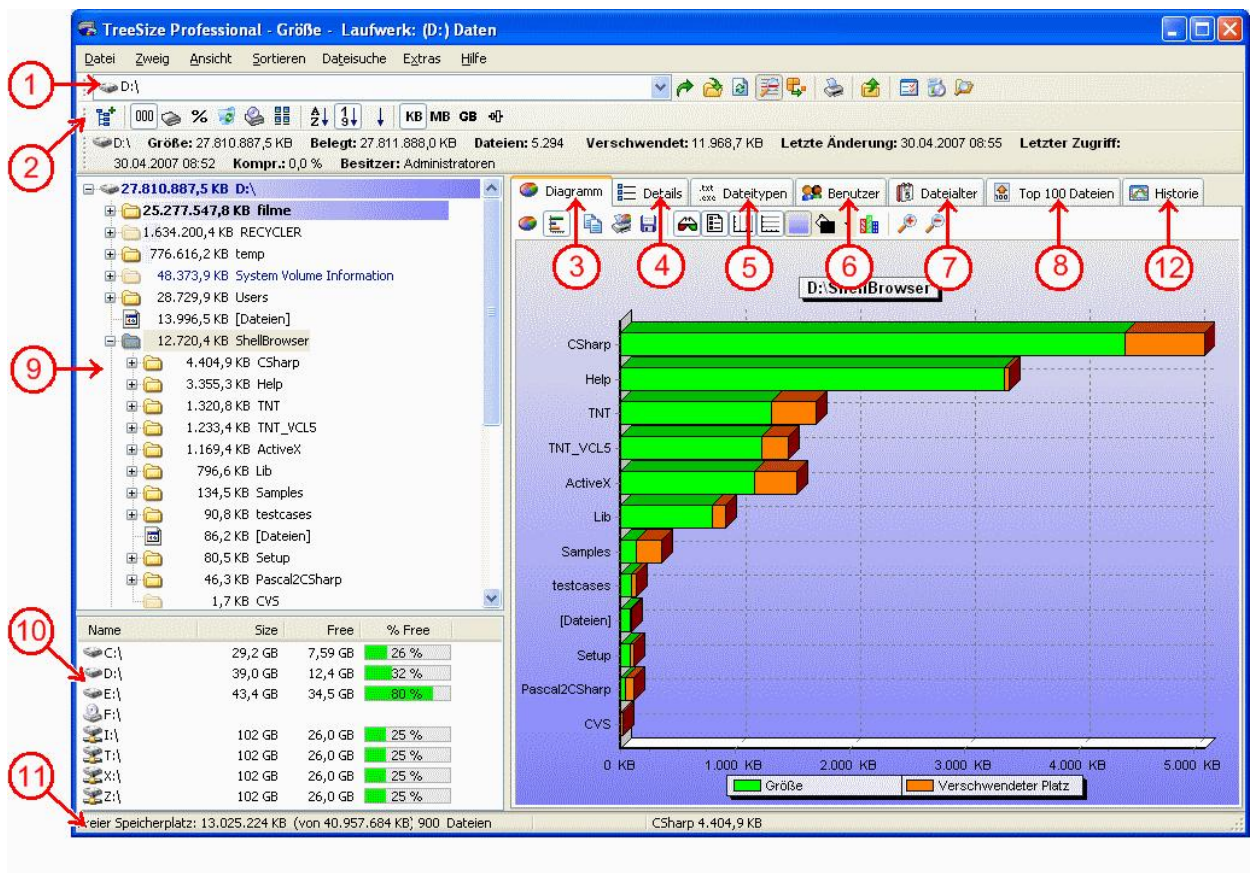 TreeSize Professional - Größe - Laufwerk: (D:) Daten
Datei Zweig Ansicht Sortieren Dateisuche Extras Hilfe
1
D:\
2
000 % KB MB GB
D:\ Größe: 27.810.887,5 KB Belegt: 27.811.888,0 KB Dateien: 5.294 Verschwendet: 11.968,7 KB Letzte Änderung: 30.04.2007 08:55 Letzter Zugriff:
30.04.2007 08:52 Kompr.: 0,0 % Besitzer: Administratoren
27.810.887,5 KB D:\
25.277.547,8 KB filme
1.634.200,4 KB RECYCLER
776.616,2 KB temp
48.373,9 KB System Volume Information
28.729,9 KB Users
13.996,5 KB [Dateien]
12.720,4 KB ShellBrowser
9
4.404,9 KB CSharp
3.355,3 KB Help
1.320,8 KB TNT
1.233,4 KB TNT_VCL5
1.169,4 KB ActiveX
796,6 KB Lib
134,5 KB Samples
90,8 KB testcases
86,2 KB [Dateien]
80,5 KB Setup
46,3 KB Pascal2CSharp
1,7 KB CVS
Diagramm Details .txt .exe Dateitypen Benutzer Dateialter Top 100 Dateien Historie
3 4 5 6 7 8 12
D:\ShellBrowser
CSharp
Help
TNT
TNT_VCL5
ActiveX
Lib
Samples
testcases
[Dateien]
Setup
Pascal2CSharp
CVS
0 KB 1.000 KB 2.000 KB 3.000 KB 4.000 KB 5.000 KB
Größe Verschwendeter Platz
10
Name Size Free % Free
C:\ 29,2 GB 7,59 GB 26 %
D:\ 39,0 GB 12,4 GB 32 %
E:\ 43,4 GB 34,5 GB 80 %
F:\
I:\ 102 GB 26,0 GB 25 %
T:\ 102 GB 26,0 GB 25 %
X:\ 102 GB 26,0 GB 25 %
Z:\ 102 GB 26,0 GB 25 %
11
reier Speicherplatz: 13.025.224 KB (von 40.957.684 KB) 900 Dateien CSharp 4.404,9 KB